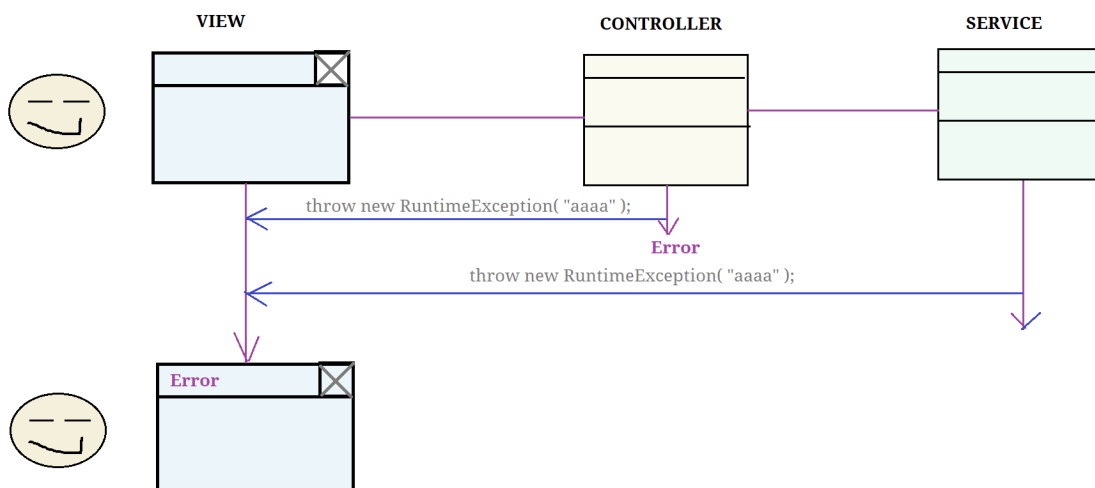 VIEW
CONTROLLER
SERVICE
throw new RuntimeException( "aaaa" );
Error
throw new RuntimeException( "aaaa" );
Error